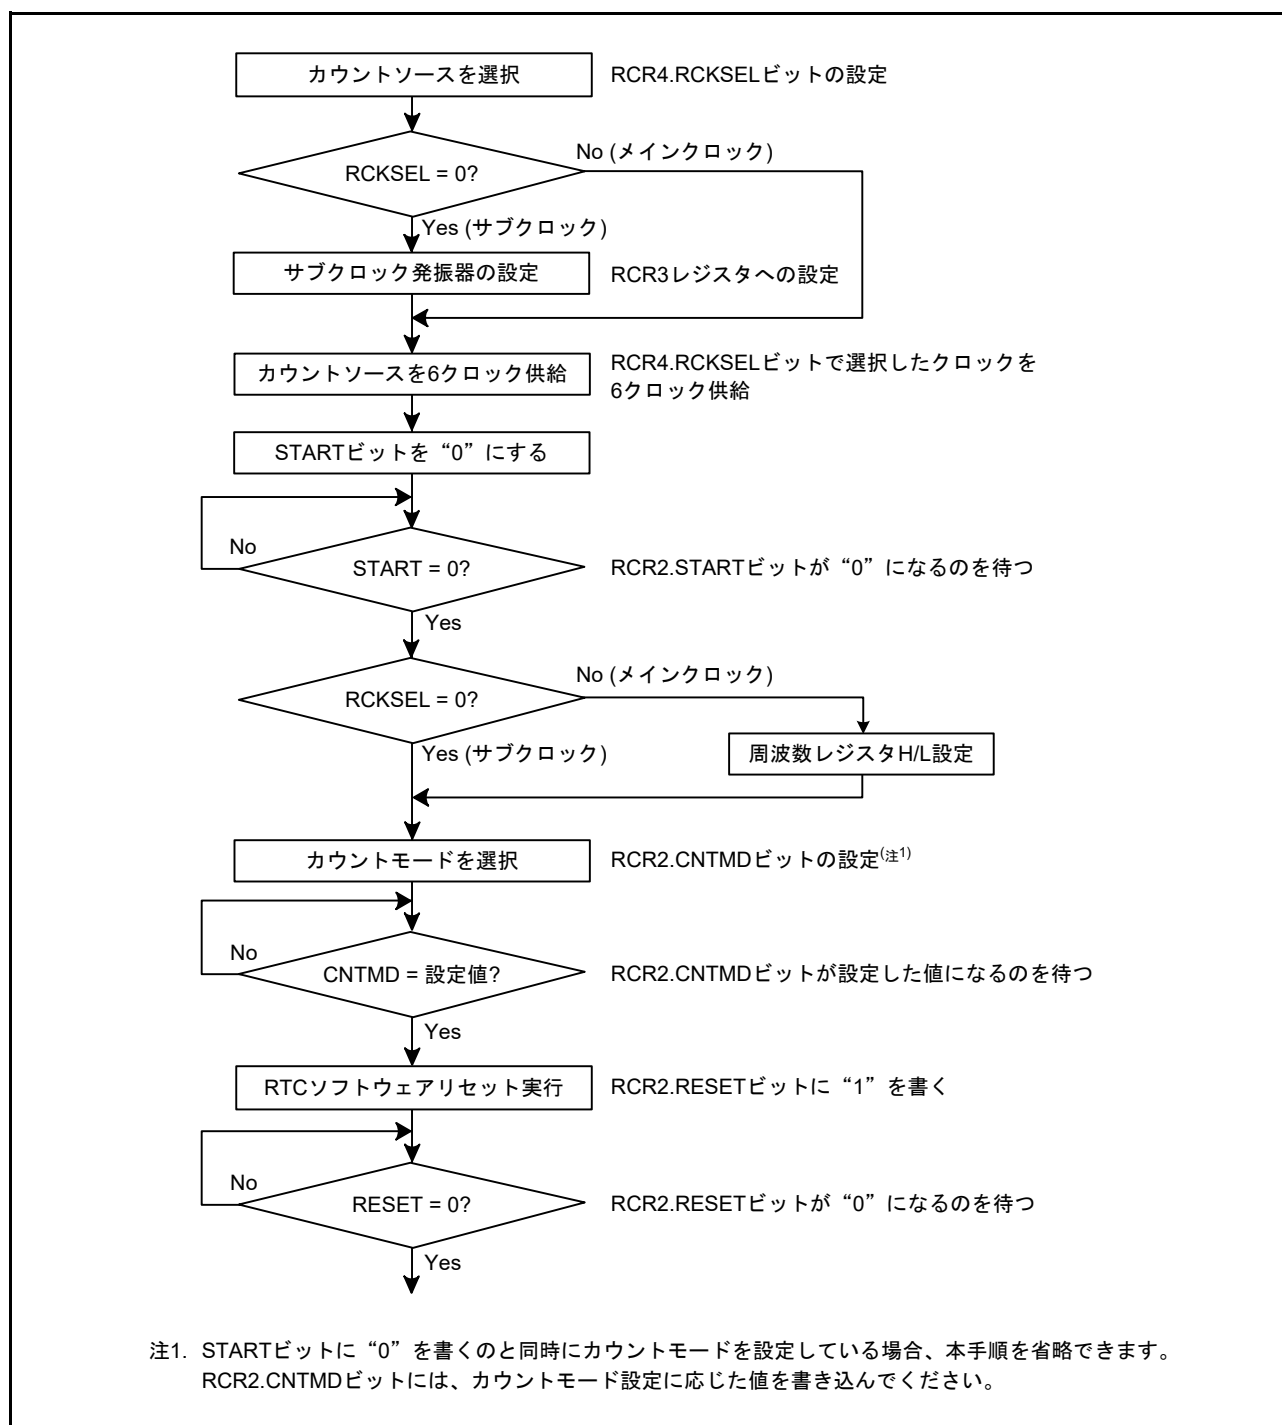 カウントソースを選択
RCR4.RCKSELビットの設定
No (メインクロック)
RCKSEL = 0?
Yes (サブクロック)
サブクロック発振器の設定
RCR3レジスタへの設定
カウントソースを6クロック供給
RCR4.RCKSELビットで選択したクロックを
6クロック供給
STARTビットを“0”にする
No
START = 0?
RCR2.STARTビットが“0”になるのを待つ
Yes
No (メインクロック)
RCKSEL = 0?
Yes (サブクロック)
周波数レジスタH/L設定
カウントモードを選択
RCR2.CNTMDビットの設定(注1)
No
CNTMD = 設定値?
RCR2.CNTMDビットが設定した値になるのを待つ
Yes
RTCソフトウェアリセット実行
RCR2.RESETビットに“1”を書く
No
RESET = 0?
RCR2.RESETビットが“0”になるのを待つ
Yes
注1. STARTビットに“0”を書くのと同時にカウントモードを設定している場合、本手順を省略できます。
RCR2.CNTMDビットには、カウントモード設定に応じた値を書き込んでください。